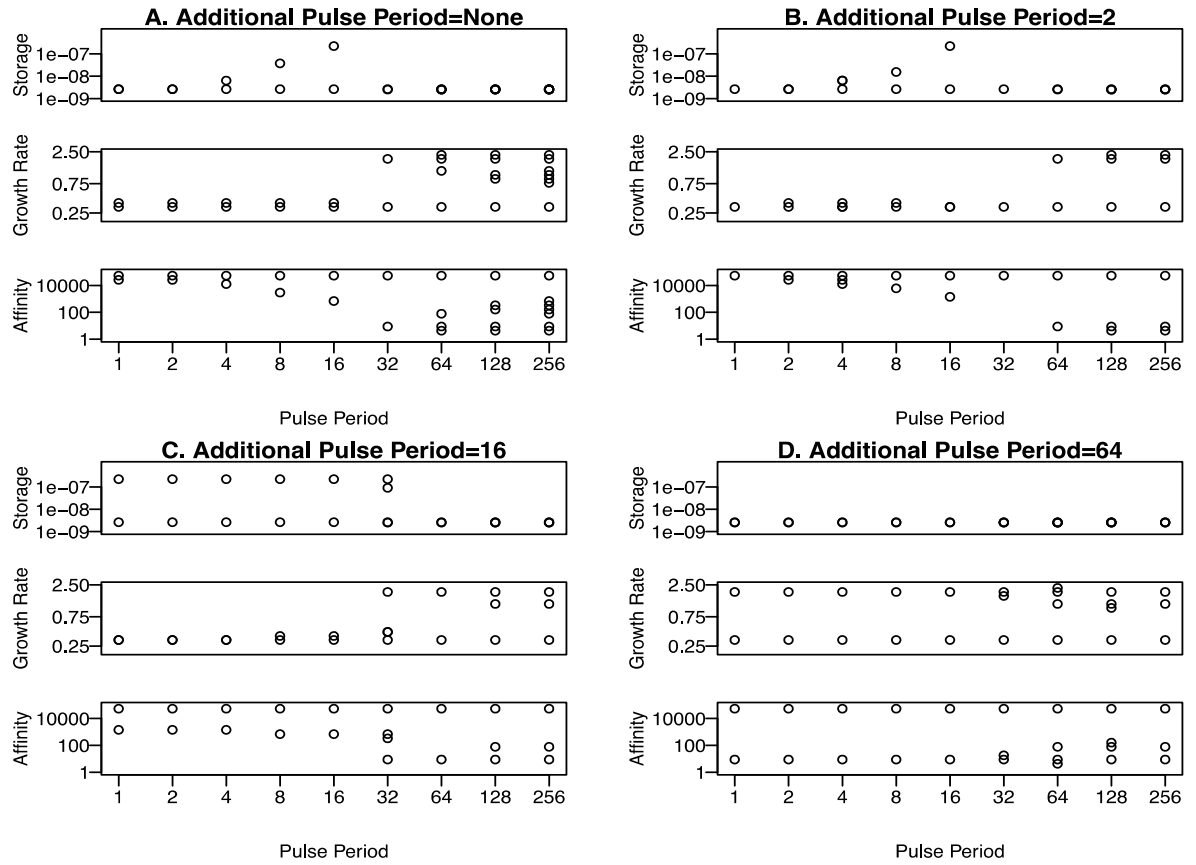 A. Additional Pulse Period=None
Storage
1e-07
1e-08
1e-09
Growth Rate
2.50
0.75
0.25
Affinity
10000
100
1
1 2 4 8 16 32 64 128 256
Pulse Period
B. Additional Pulse Period=2
Storage
1e-07
1e-08
1e-09
Growth Rate
2.50
0.75
0.25
Affinity
10000
100
1
1 2 4 8 16 32 64 128 256
Pulse Period
C. Additional Pulse Period=16
Storage
1e-07
1e-08
1e-09
Growth Rate
2.50
0.75
0.25
Affinity
10000
100
1
1 2 4 8 16 32 64 128 256
Pulse Period
D. Additional Pulse Period=64
Storage
1e-07
1e-08
1e-09
Growth Rate
2.50
0.75
0.25
Affinity
10000
100
1
1 2 4 8 16 32 64 128 256
Pulse Period